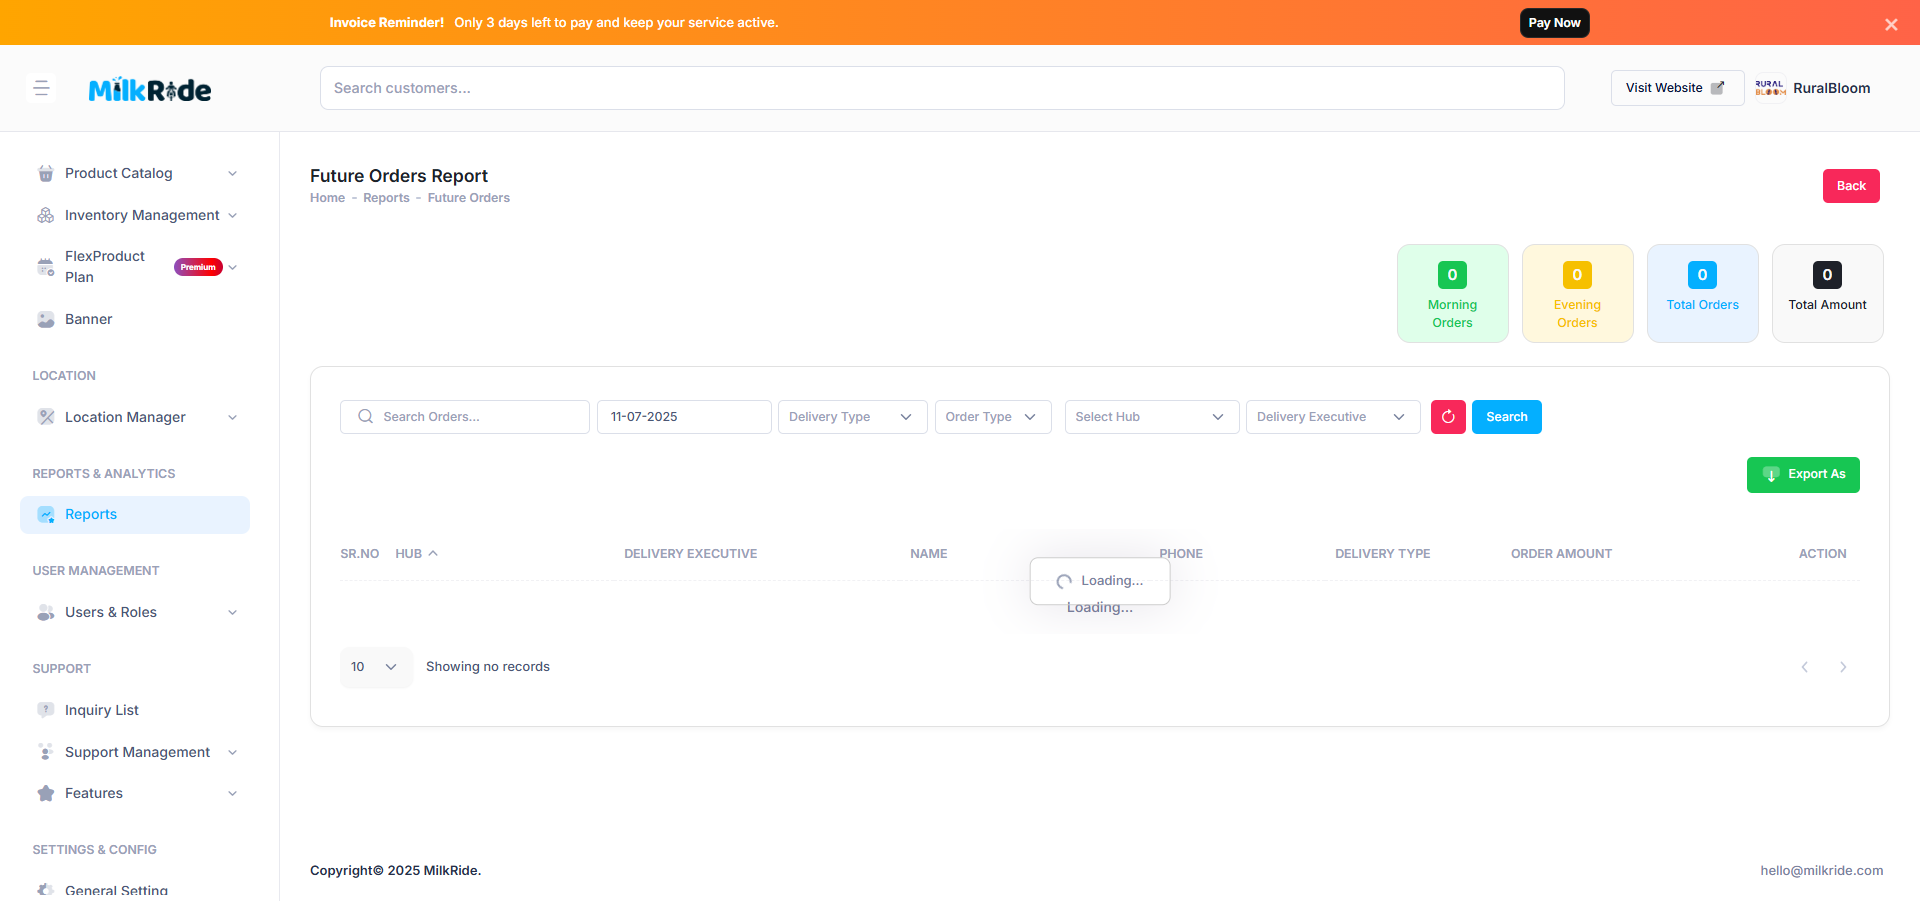 Invoice Reminder! Only 3 days left to pay and keep your service active.
Pay Now
MilkRide
Search customers...
Visit Website
RURAL BLOOM
RuralBloom
Product Catalog
Inventory Management
FlexProduct Plan
Premium
Banner
LOCATION
Location Manager
REPORTS & ANALYTICS
Reports
USER MANAGEMENT
Users & Roles
SUPPORT
Inquiry List
Support Management
Features
SETTINGS & CONFIG
General Setting
Future Orders Report
Home - Reports - Future Orders
Back
0
Morning Orders
0
Evening Orders
0
Total Orders
0
Total Amount
Search Orders...
11-07-2025
Delivery Type
Order Type
Select Hub
Delivery Executive
Search
Export As
SR.NO HUB DELIVERY EXECUTIVE NAME PHONE DELIVERY TYPE ORDER AMOUNT ACTION
Loading...
Loading...
10
Showing no records
Copyright© 2025 MilkRide.
hello@milkride.com